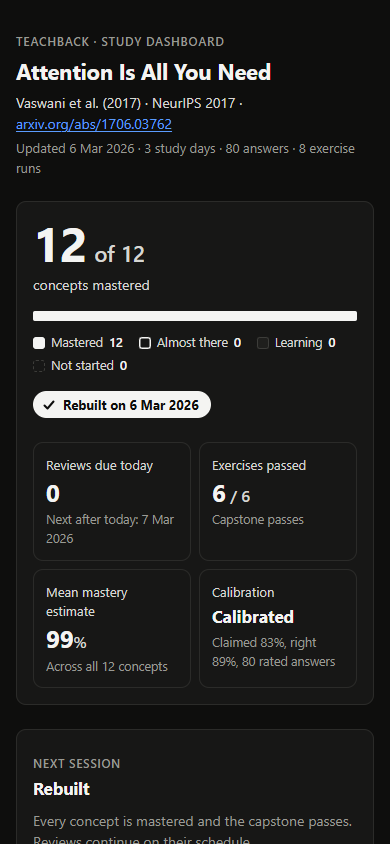 TEACHBACK · STUDY DASHBOARD
Attention Is All You Need
Vaswani et al. (2017) · NeurIPS 2017 ·
arxiv.org/abs/1706.03762
Updated 6 Mar 2026 · 3 study days · 80 answers · 8 exercise
runs
12 of 12
concepts mastered
Mastered 12 Almost there 0 Learning 0
Not started 0
Rebuilt on 6 Mar 2026
Reviews due today
0
Next after today: 7 Mar
2026
Exercises passed
6 / 6
Capstone passes
Mean mastery
estimate
99%
Across all 12 concepts
Calibration
Calibrated
Claimed 83%, right
89%, 80 rated answers
NEXT SESSION
Rebuilt
Every concept is mastered and the capstone passes.
Reviews continue on their schedule.